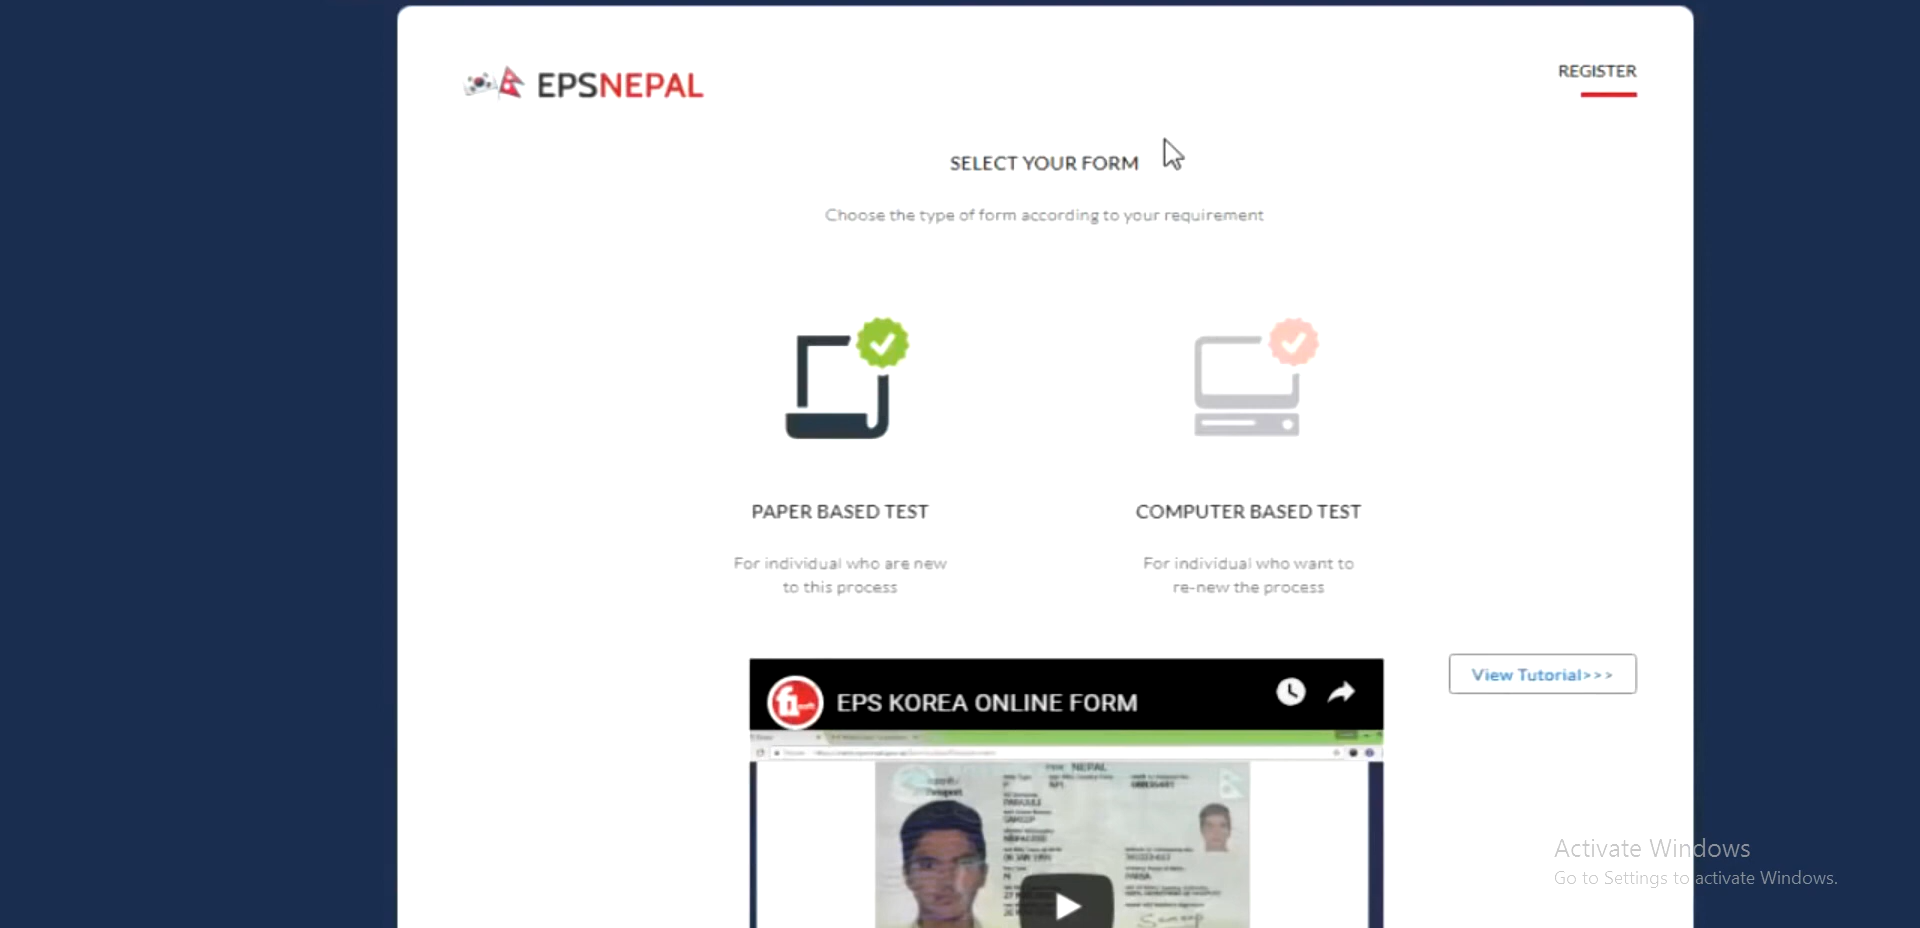 EPSNEPAL
REGISTER
SELECT YOUR FORM
Choose the type of form according to your requirement
PAPER BASED TEST
COMPUTER BASED TEST
For individual who are new
to this process
For individual who want to
re-new the process
View Tutorial>>>
EPS KOREA ONLINE FORM
NEPAL
Activate Windows
Go to Settings to activate Windows.